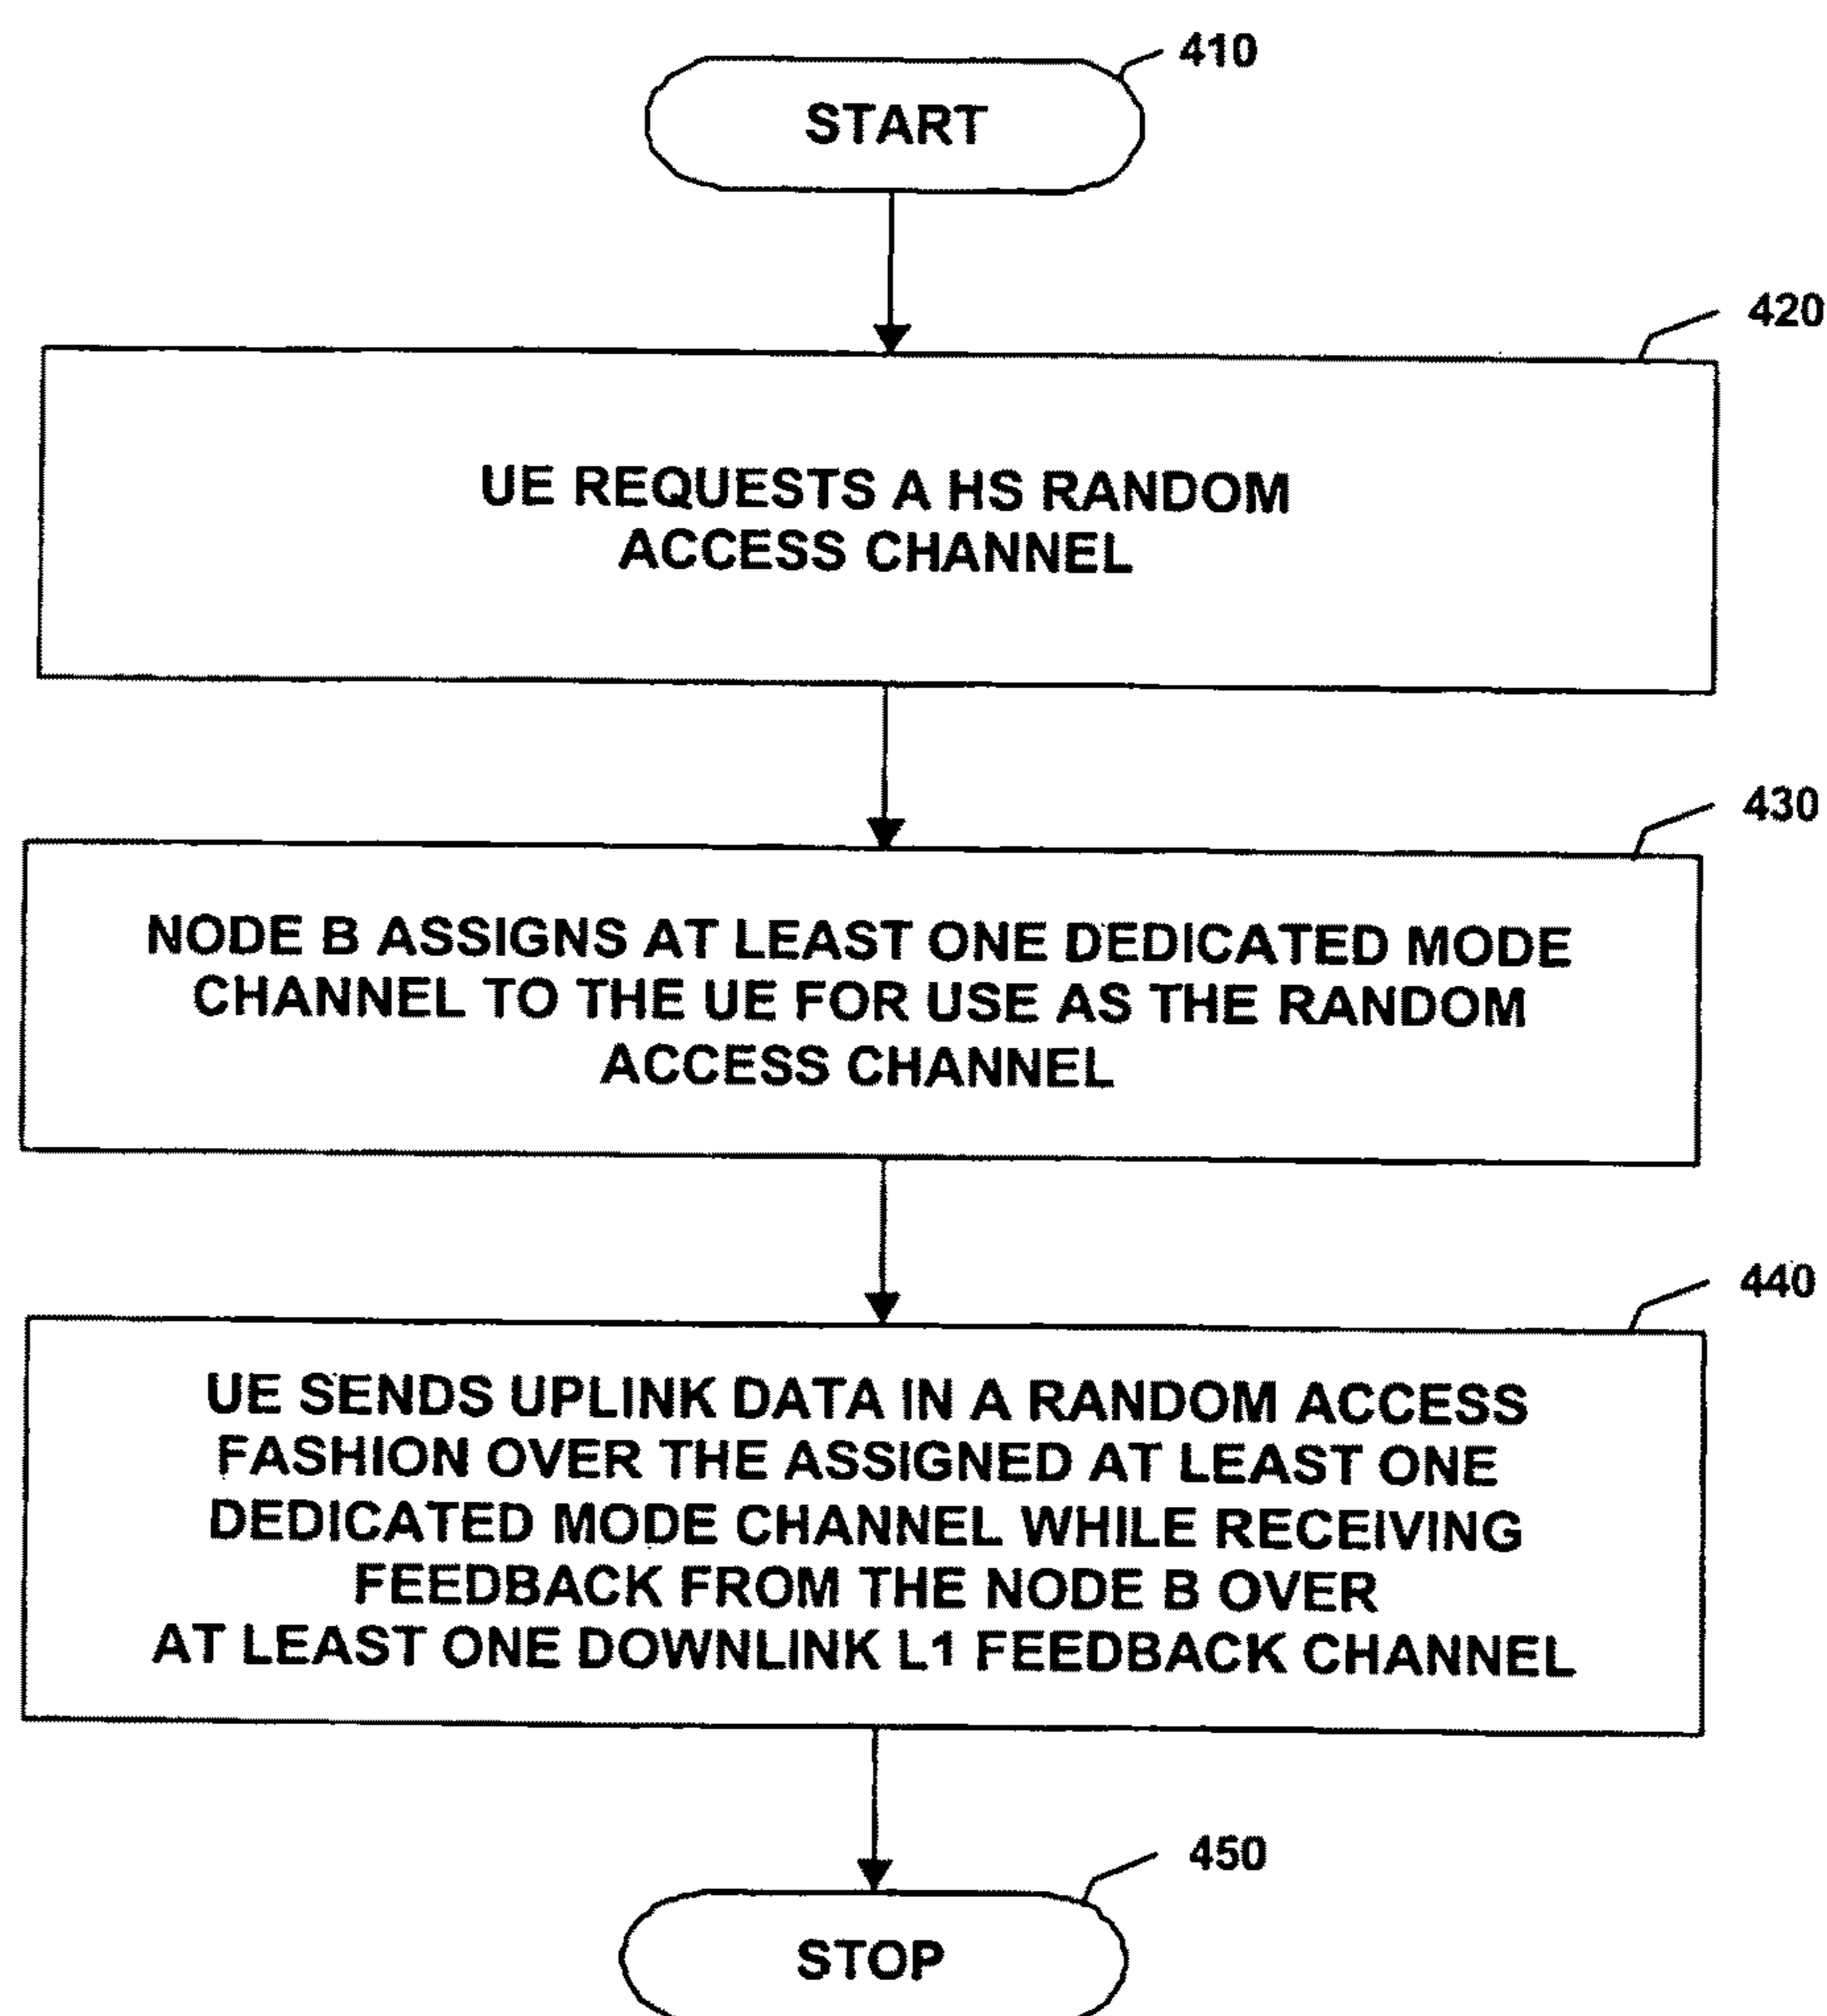 410
START
420
UE REQUESTS A HS RANDOM
ACCESS CHANNEL
430
NODE B ASSIGNS AT LEAST ONE DEDICATED MODE
CHANNEL TO THE UE FOR USE AS THE RANDOM
ACCESS CHANNEL
440
UE SENDS UPLINK DATA IN A RANDOM ACCESS
FASHION OVER THE ASSIGNED AT LEAST ONE
DEDICATED MODE CHANNEL WHILE RECEIVING
FEEDBACK FROM THE NODE B OVER
AT LEAST ONE DOWNLINK L1 FEEDBACK CHANNEL
450
STOP